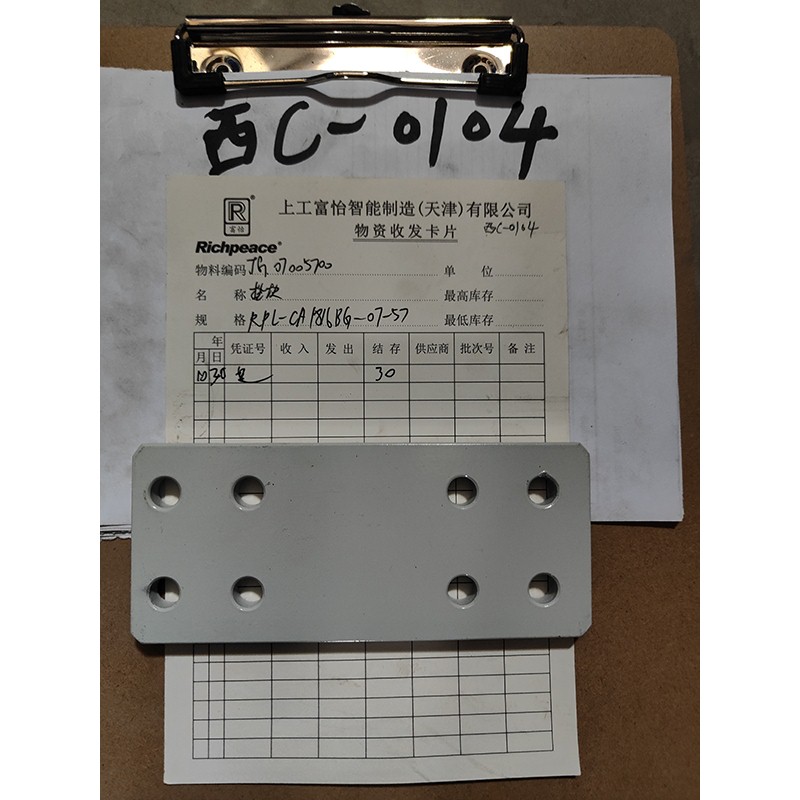 西C-0104
R
富怡
Richpeace
上工富怡智能制造(天津)有限公司
物资收发卡片 西C-0104
物料编码 07005700 单 位
名 称 最高库存
规 格 RPL-CA1816BG-07-57 最低库存
年
月 日 凭证号 收入 发出 结存 供应商 批次号 备注
10 30 30